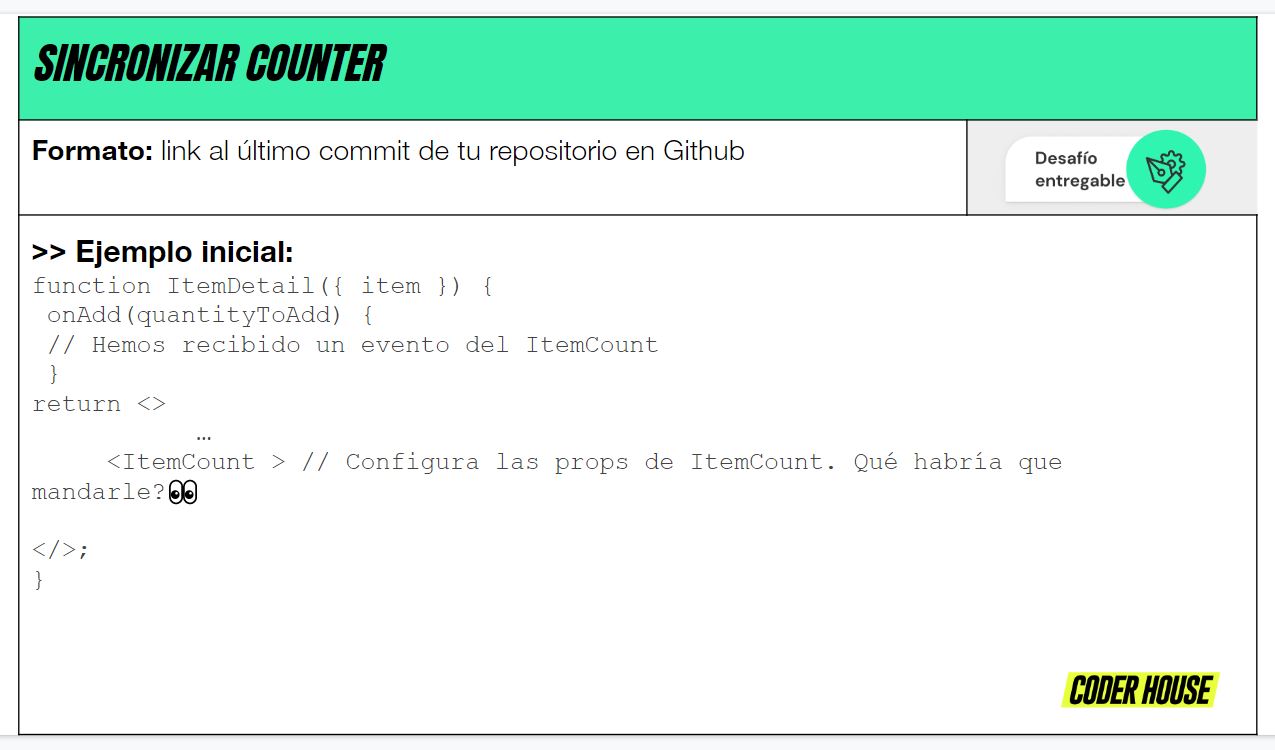 SINCRONIZAR COUNTER
Formato: link al último commit de tu repositorio en Github
Desafío
entregable
>> Ejemplo inicial:
function ItemDetail({ item }) {
onAdd(quantityToAdd) {
// Hemos recibido un evento del ItemCount
}
return <>
…
<ItemCount > // Configura las props de ItemCount. Qué habría que
mandarle?👀
</>;
}
CODER HOUSE